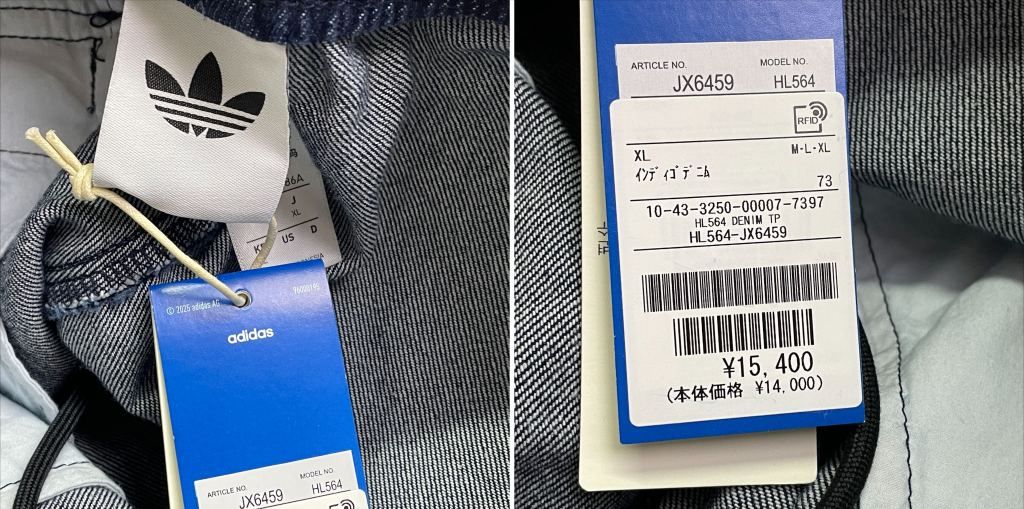 86A
J
XL
US D
© 2025 adidas AG
96000195
adidas
ARTICLE NO. MODEL NO.
JX6459 HL564
ARTICLE NO. MODEL NO.
JX6459 HL564
RFID
XL M・L・XL
ｲﾝﾃﾞｨｺﾞﾃﾞﾆﾑ
73
10-43-3250-00007-7397
HL564 DENIM TP
HL564-JX6459
¥15,400
(本体価格 ¥14,000)